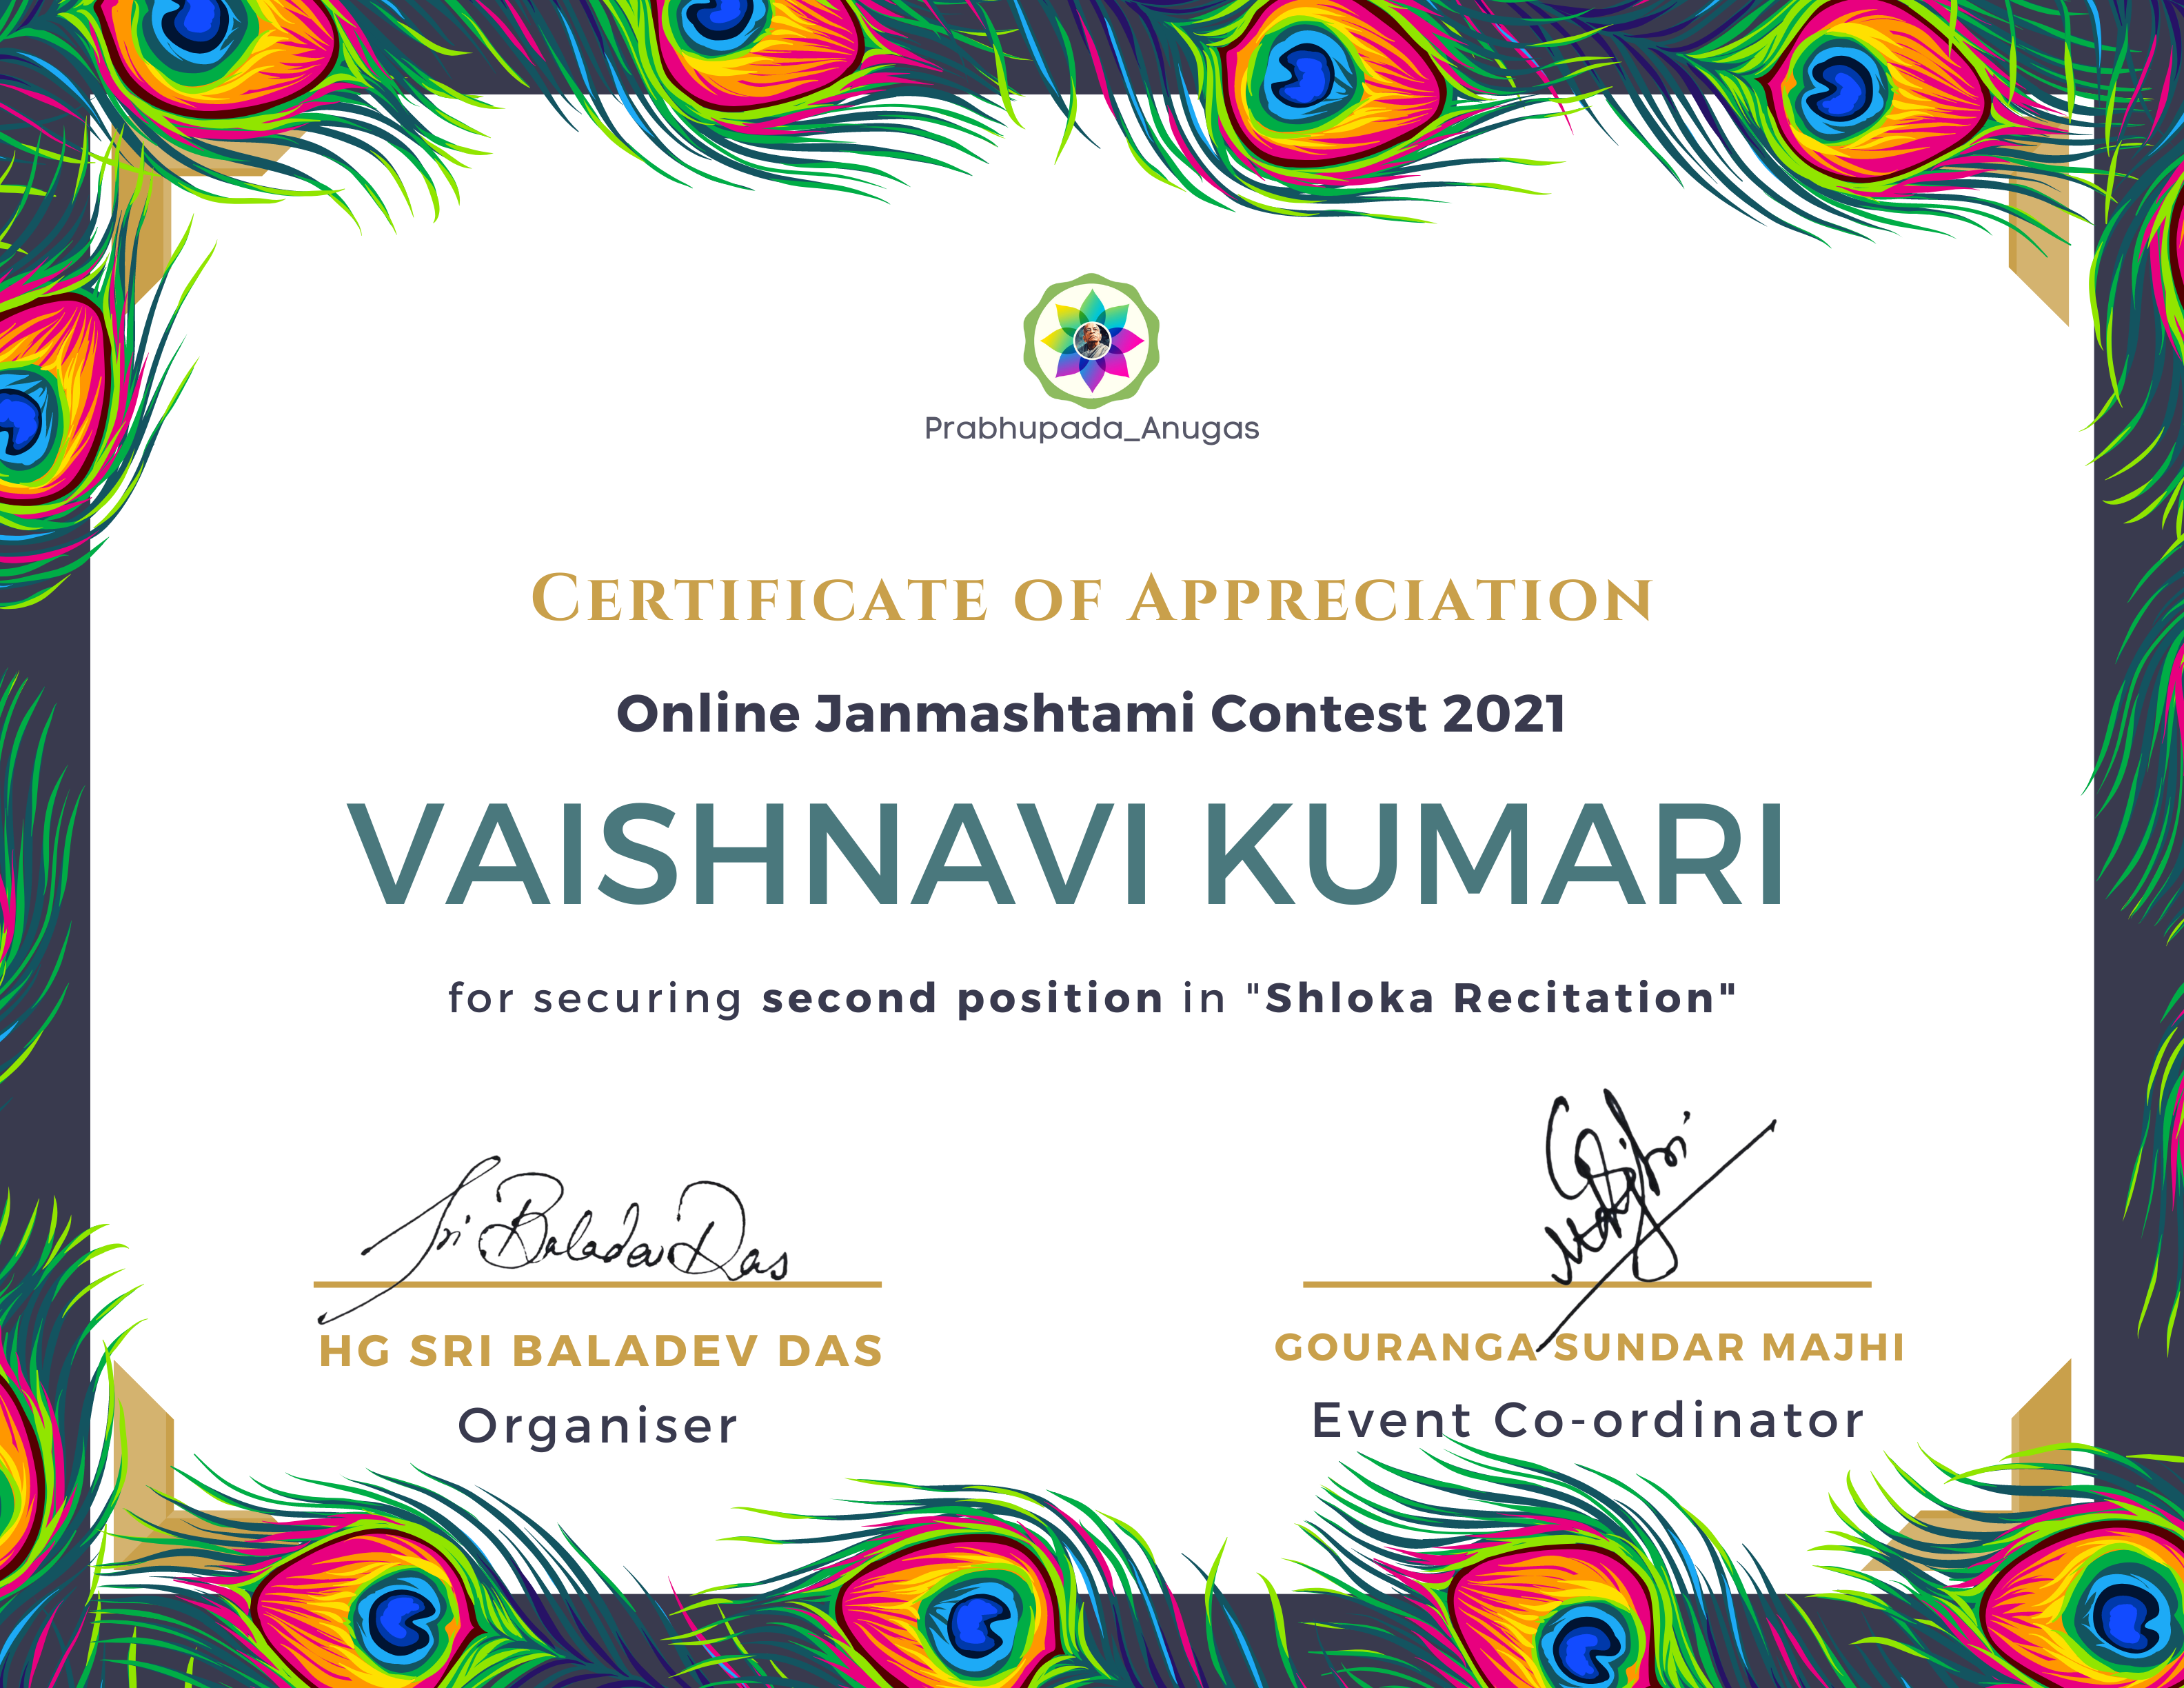 Prabhupada_Anugas
Certificate of Appreciation
Online Janmashtami Contest 2021
VAISHNAVI KUMARI
for securing second position in "Shloka Recitation"
Sri Baladev Das
HG SRI BALADEV DAS
GOURANGA SUNDAR MAJHI
Organiser
Event Co-ordinator